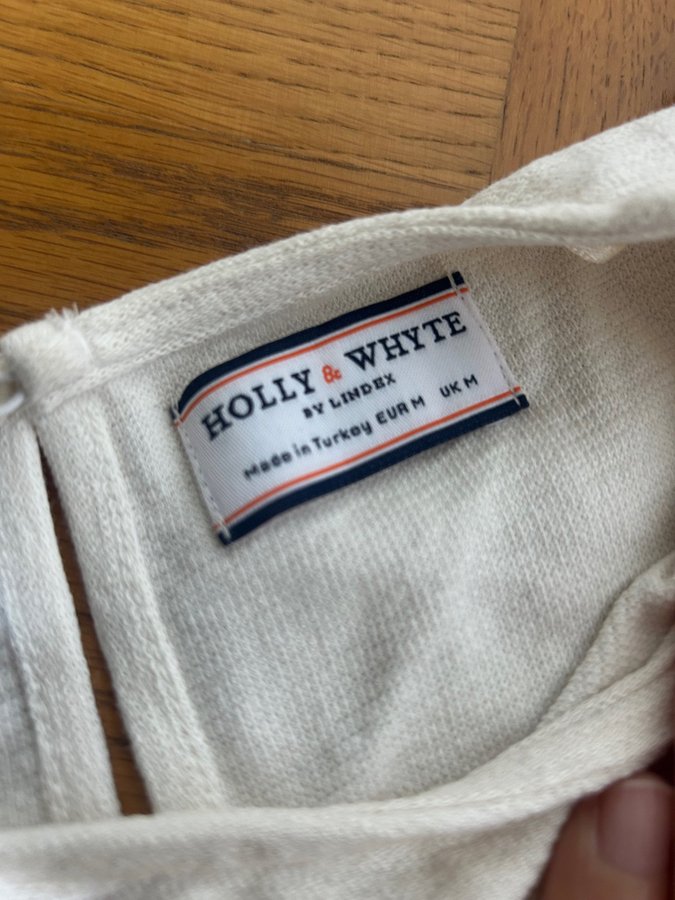 HOLLY & WHYTE
BY LINDEX
Made in Turkey EUR M UK M